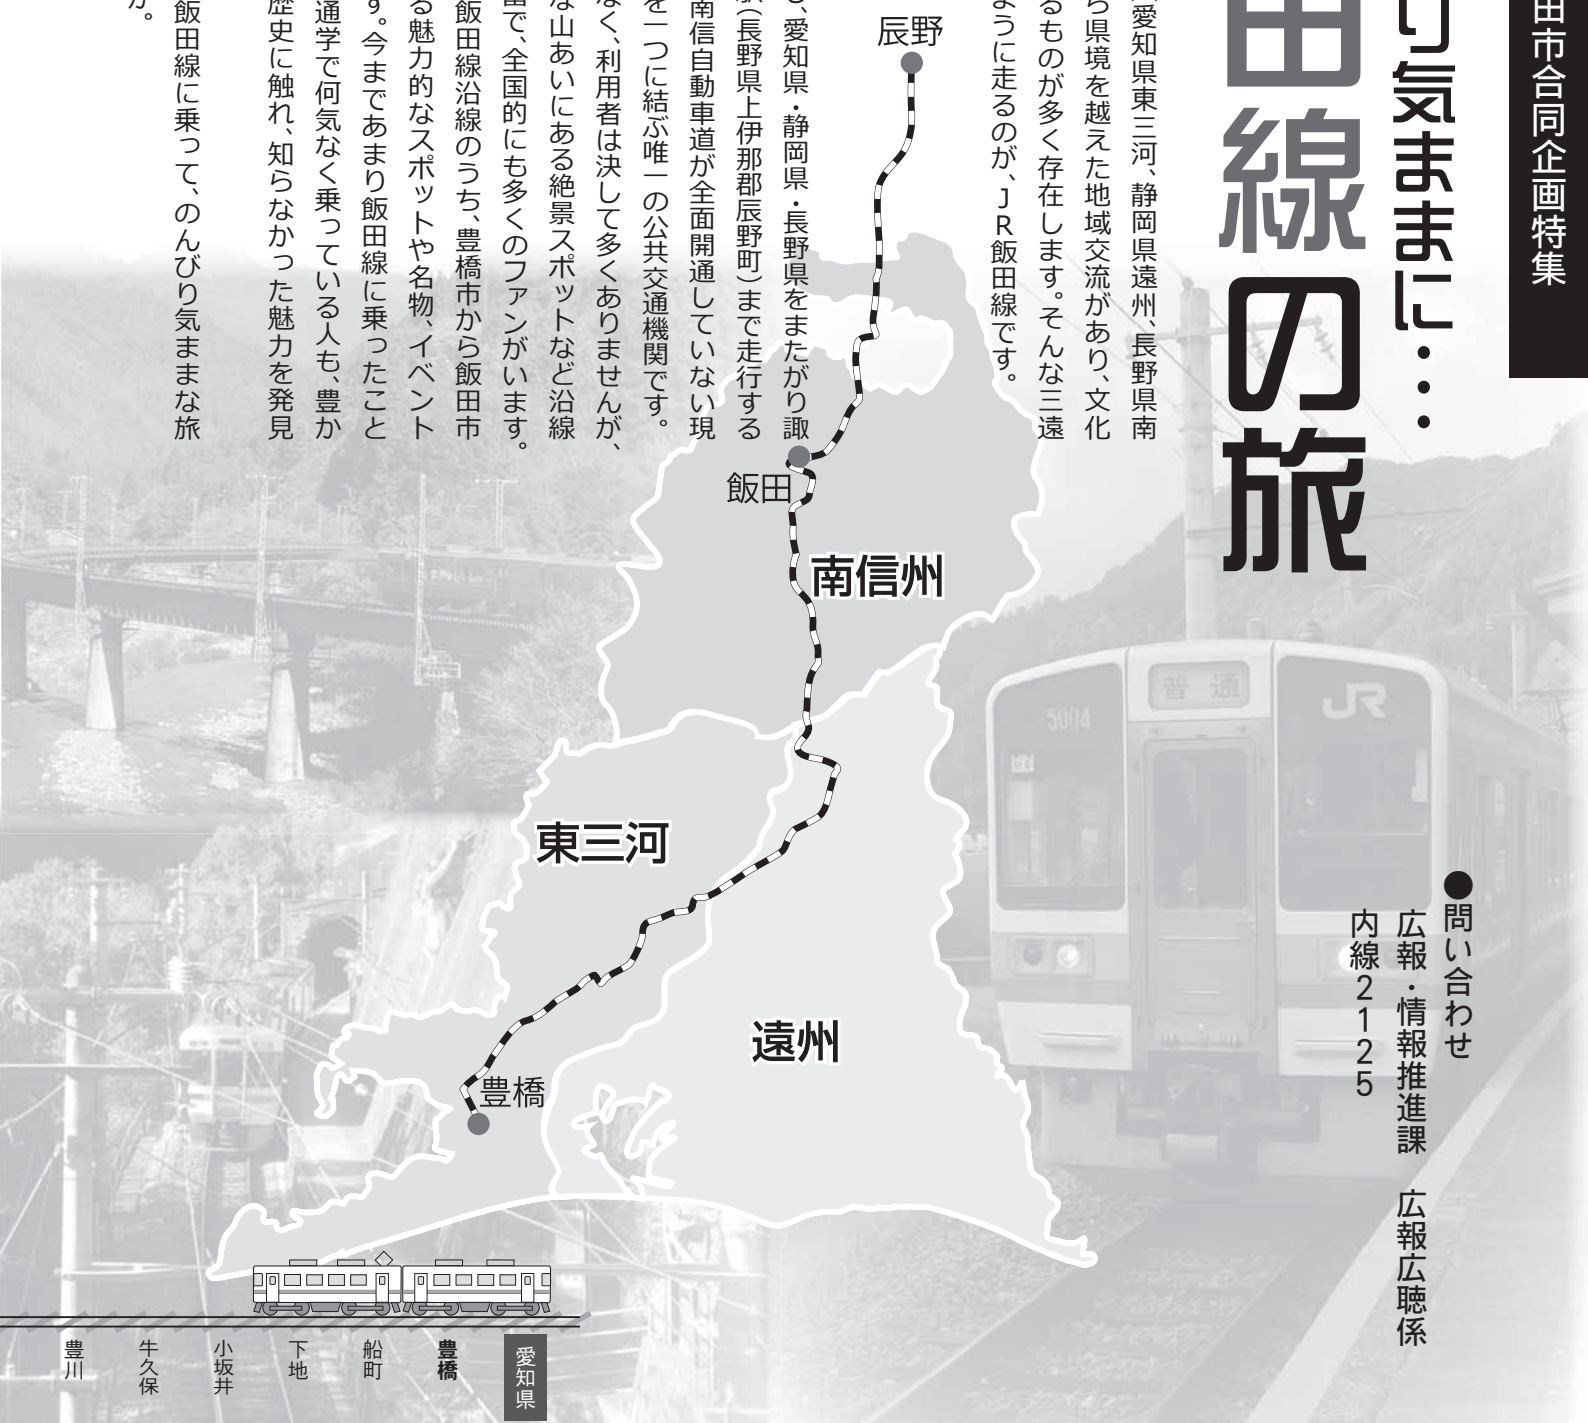 田市合同企画特集
り気ままに…
田線の旅
愛知県東三河、静岡県遠州、長野県南
ら県境を越えた地域交流があり、文化
るものが多く存在します。そんな三遠
ように走るのが、JR飯田線です。
、愛知県・静岡県・長野県をまたがり諏
駅（長野県上伊那郡辰野町）まで走行する
南信自動車道が全面開通していない現
を一つに結ぶ唯一の公共交通機関です。
なく、利用者は決して多くありませんが、
な山あいにある絶景スポットなど沿線
富で、全国的にも多くのファンがいます。
飯田線沿線のうち、豊橋市から飯田市
る魅力的なスポットや名物、イベント
す。今まであまり飯田線に乗ったこと
通学で何気なく乗っている人も、豊か
歴史に触れ、知らなかった魅力を発見
飯田線に乗って、のんびり気ままな旅
か。
●問い合わせ
広報・情報推進課　広報広聴係
内線2125
辰野
飯田
南信州
東三河
遠州
豊橋
普通
5004
JR
愛知県
豊橋
船町
下地
小坂井
牛久保
豊川